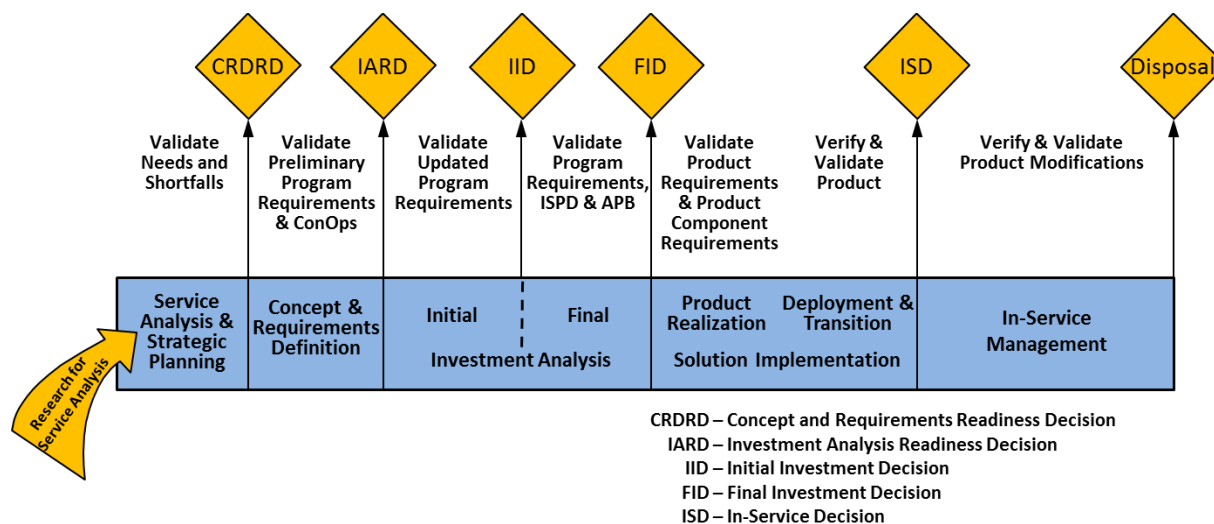 CRDRD
IARD
IID
FID
ISD
Disposal
Validate
Needs and
Shortfalls
Validate
Preliminary
Program
Requirements
& ConOps
Validate
Updated
Program
Requirements
Validate
Program
Requirements,
ISPD & APB
Validate
Product
Requirements
& Product
Component
Requirements
Verify &
Validate
Product
Verify & Validate
Product Modifications
Research for
Service Analysis
Service
Analysis &
Strategic
Planning
Concept &
Requirements
Definition
Initial
Final
Investment Analysis
Product
Realization
Deployment &
Transition
Solution Implementation
In-Service
Management
CRDRD – Concept and Requirements Readiness Decision
IARD – Investment Analysis Readiness Decision
IID – Initial Investment Decision
FID – Final Investment Decision
ISD – In-Service Decision